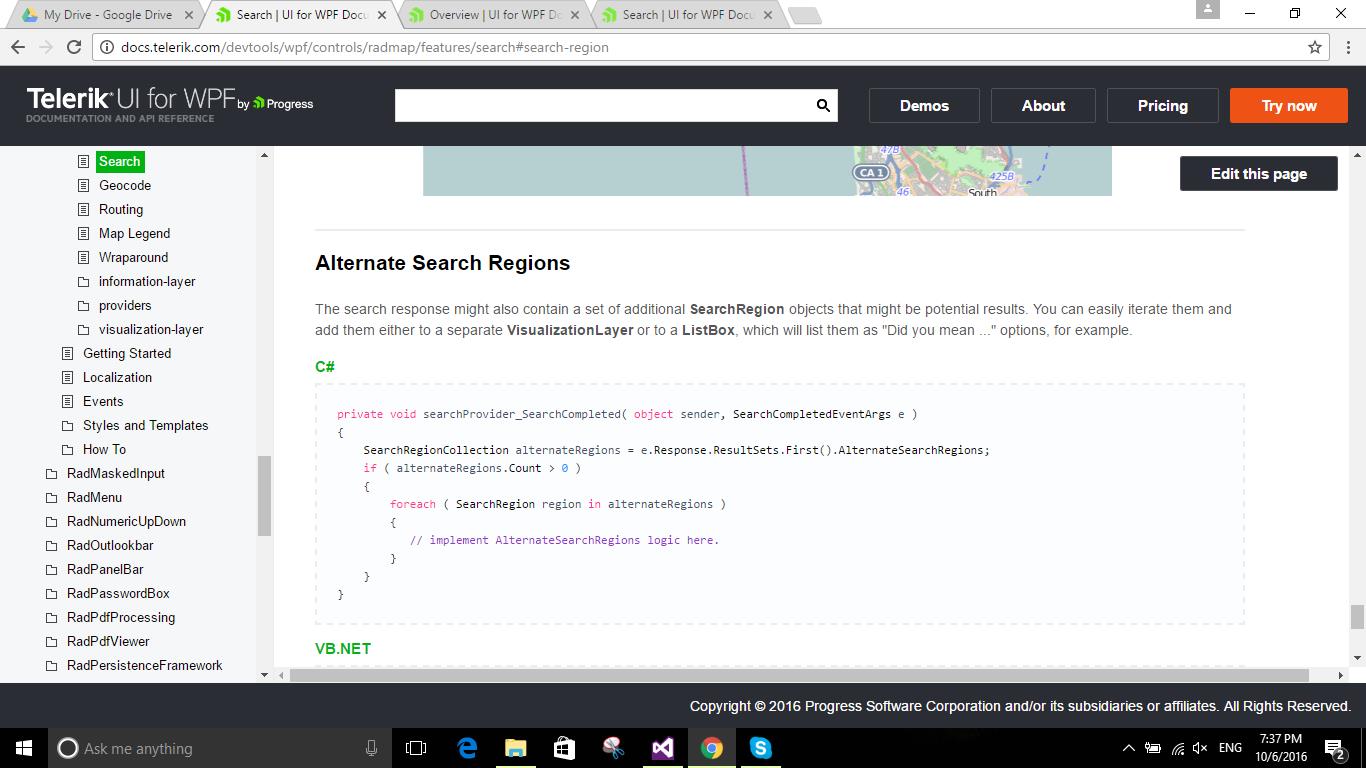 My Drive - Google Drive
Search | UI for WPF Docu
Overview | UI for WPF Do
Search | UI for WPF Docu
docs.telerik.com/devtools/wpf/controls/radmap/features/search#search-region
Telerik UI for WPF by Progress
DOCUMENTATION AND API REFERENCE
Demos
About
Pricing
Try now
Edit this page
Search
Geocode
Routing
Map Legend
Wraparound
information-layer
providers
visualization-layer
Getting Started
Localization
Events
Styles and Templates
How To
RadMaskedInput
RadMenu
RadNumericUpDown
RadOutlookbar
RadPanelBar
RadPasswordBox
RadPdfProcessing
RadPdfViewer
RadPersistenceFramework
47B
CA 1
425B
46
South
Alternate Search Regions
The search response might also contain a set of additional SearchRegion objects that might be potential results. You can easily iterate them and
add them either to a separate VisualizationLayer or to a ListBox, which will list them as "Did you mean ..." options, for example.
C#
private void searchProvider_SearchCompleted( object sender, SearchCompletedEventArgs e )
{
SearchRegionCollection alternateRegions = e.Response.ResultSets.First().AlternateSearchRegions;
if ( alternateRegions.Count > 0 )
{
foreach ( SearchRegion region in alternateRegions )
{
// implement AlternateSearchRegions logic here.
}
}
}
VB.NET
Copyright © 2016 Progress Software Corporation and/or its subsidiaries or affiliates. All Rights Reserved.
Ask me anything
ENG
7:37 PM
10/6/2016
2